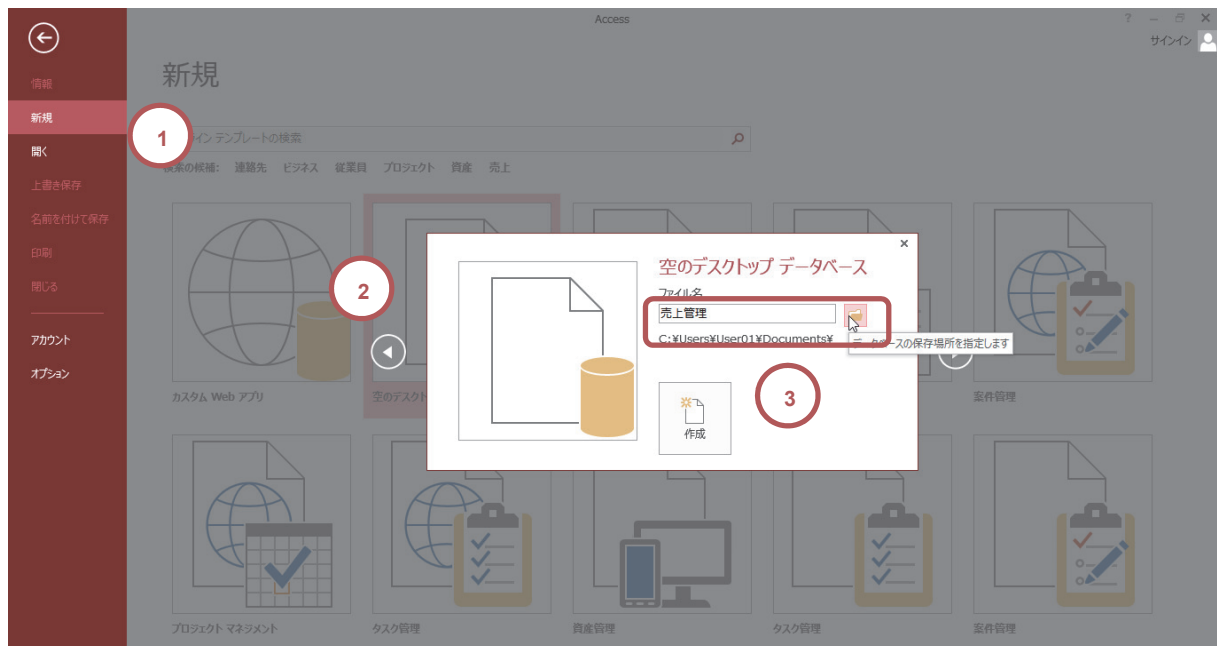 Access
?
サインイン
情報
新規
開く
上書き保存
名前を付けて保存
印刷
閉じる
アカウント
オプション
新規
1
イン テンプレートの検索
検索の候補: 連絡先 ビジネス 従業員 プロジェクト 資産 売上
2
空のデスクトップ データベース
ファイル名
売上管理
C:¥Users¥User01¥Documents¥
データベースの保存場所を指定します
3
作成
カスタム Web アプリ
空のデスクト
案件管理
プロジェクト マネジメント
タスク管理
資産管理
タスク管理
案件管理